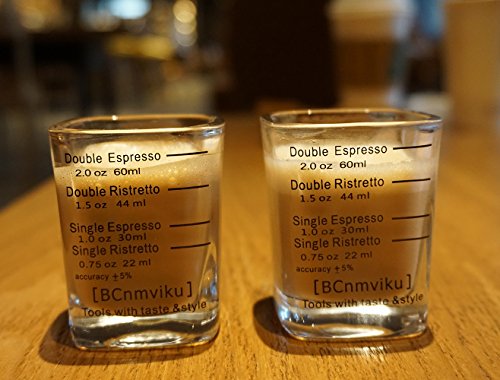 Double Espresso
2.0 oz 60ml
Double Ristretto
1.5 oz 44 ml
Single Espresso
1.0 oz 30ml
Single Ristretto
0.75 oz 22 ml
accuracy ±5%
[BCnmviku]
Tools with taste &style
Double Espresso
2.0 oz 60ml
Double Ristretto
1.5 oz 44 ml
Single Espresso
1.0 oz 30ml
Single Ristretto
0.75 oz 22 ml
accuracy ±5%
[BCnmviku]
Tools with taste &style